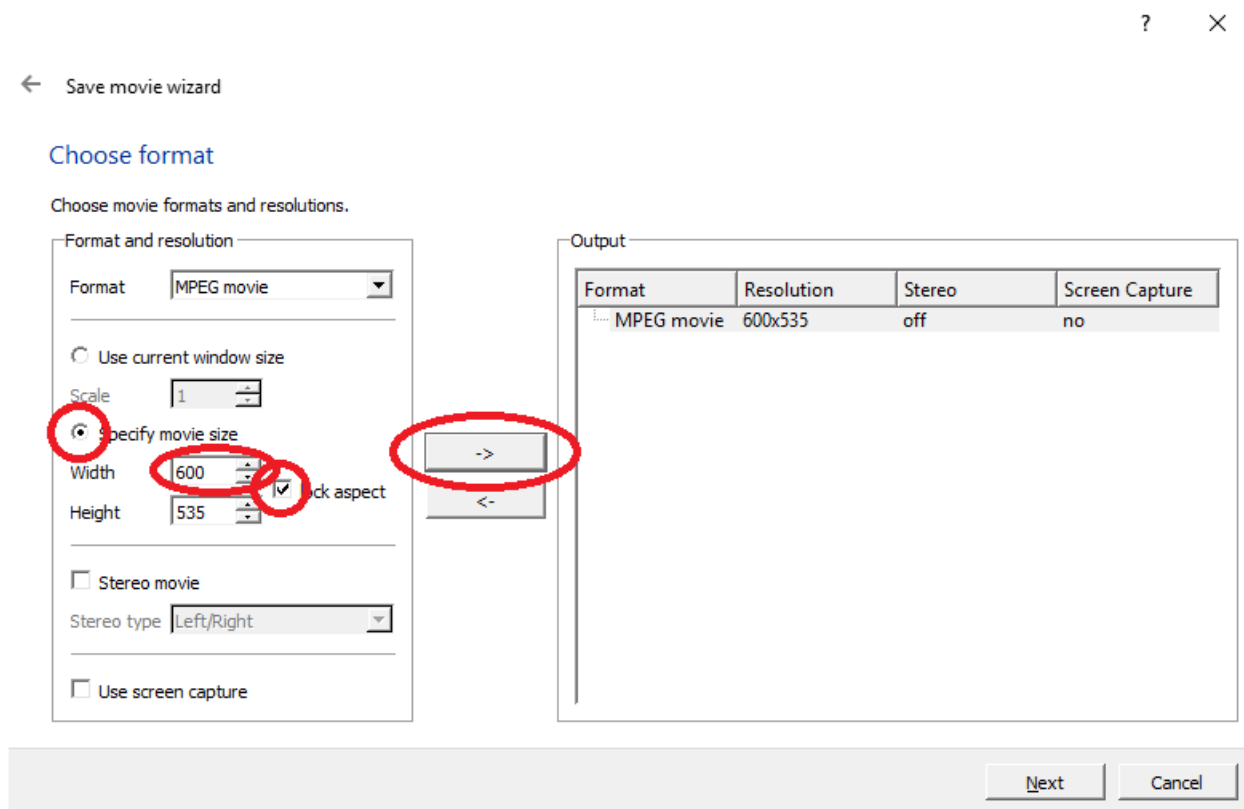 ?
Save movie wizard
Choose format
Choose movie formats and resolutions.
Format and resolution
Format MPEG movie
Use current window size
Scale 1
Specify movie size
Width 600
lock aspect
Height 535
Stereo movie
Stereo type Left/Right
Use screen capture
->
<-
Output
Format Resolution Stereo Screen Capture
MPEG movie 600x535 off no
Next Cancel